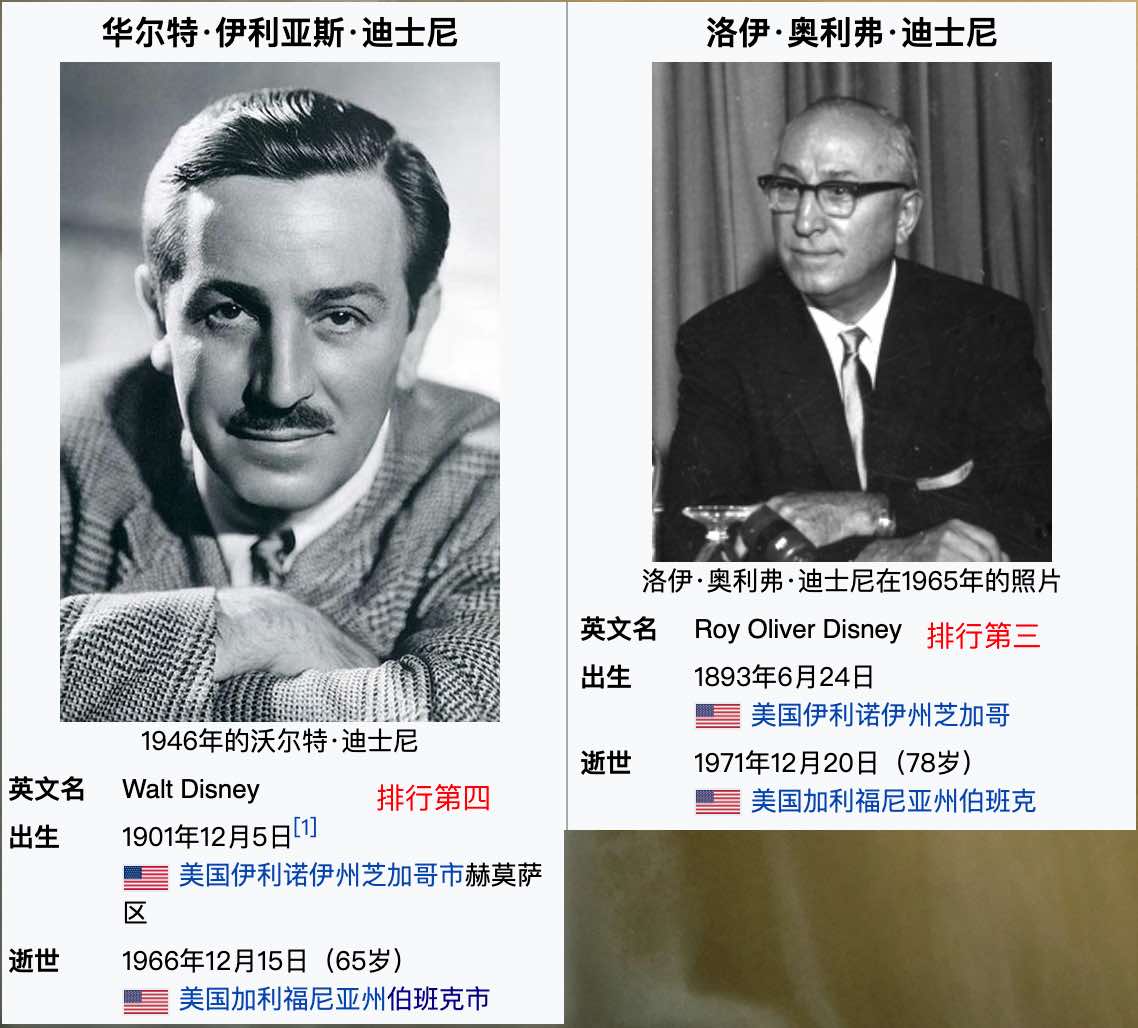 华尔特·伊利亚斯·迪士尼
1946年的沃尔特·迪士尼
英文名 Walt Disney 排行第四
出生 1901年12月5日[1]
美国伊利诺伊州芝加哥市赫莫萨
区
逝世 1966年12月15日（65岁）
美国加利福尼亚州伯班克市
洛伊·奥利弗·迪士尼
洛伊·奥利弗·迪士尼在1965年的照片
英文名 Roy Oliver Disney 排行第三
出生 1893年6月24日
美国伊利诺伊州芝加哥
逝世 1971年12月20日（78岁）
美国加利福尼亚州伯班克